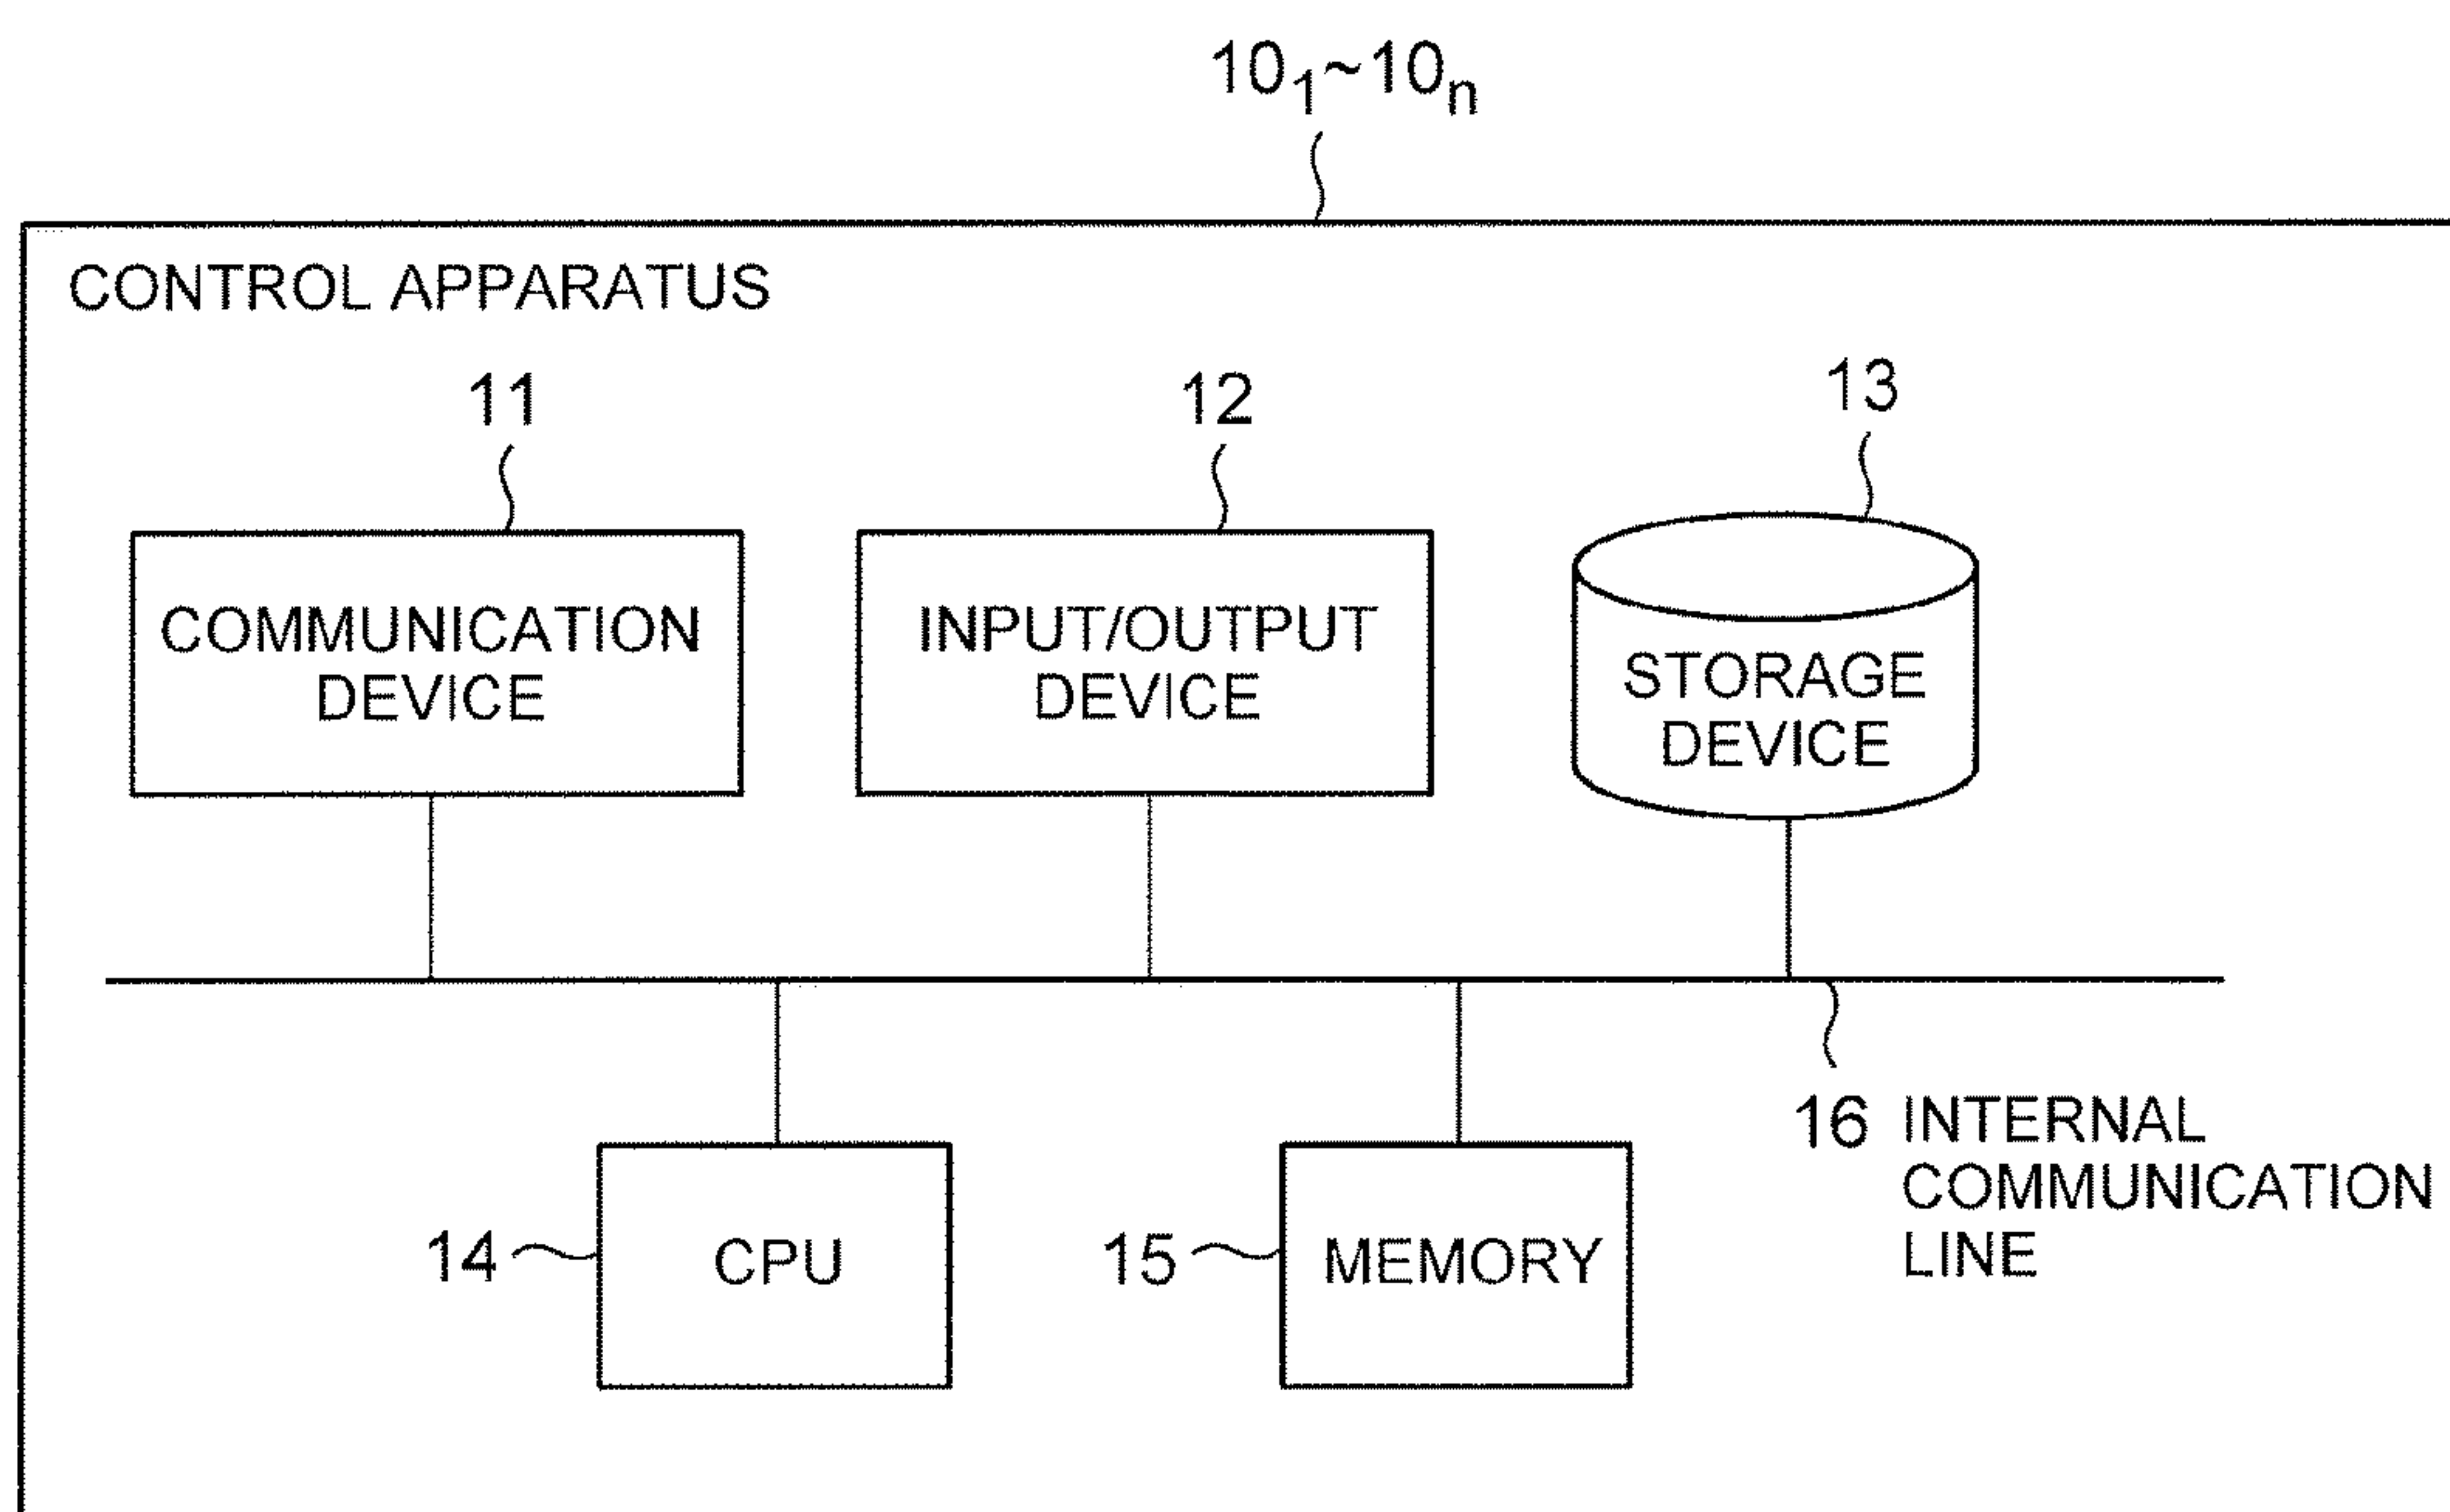 10₁~10ₙ
CONTROL APPARATUS
11
12
13
COMMUNICATION
DEVICE
INPUT/OUTPUT
DEVICE
STORAGE
DEVICE
16 INTERNAL
COMMUNICATION
LINE
14
CPU
15
MEMORY